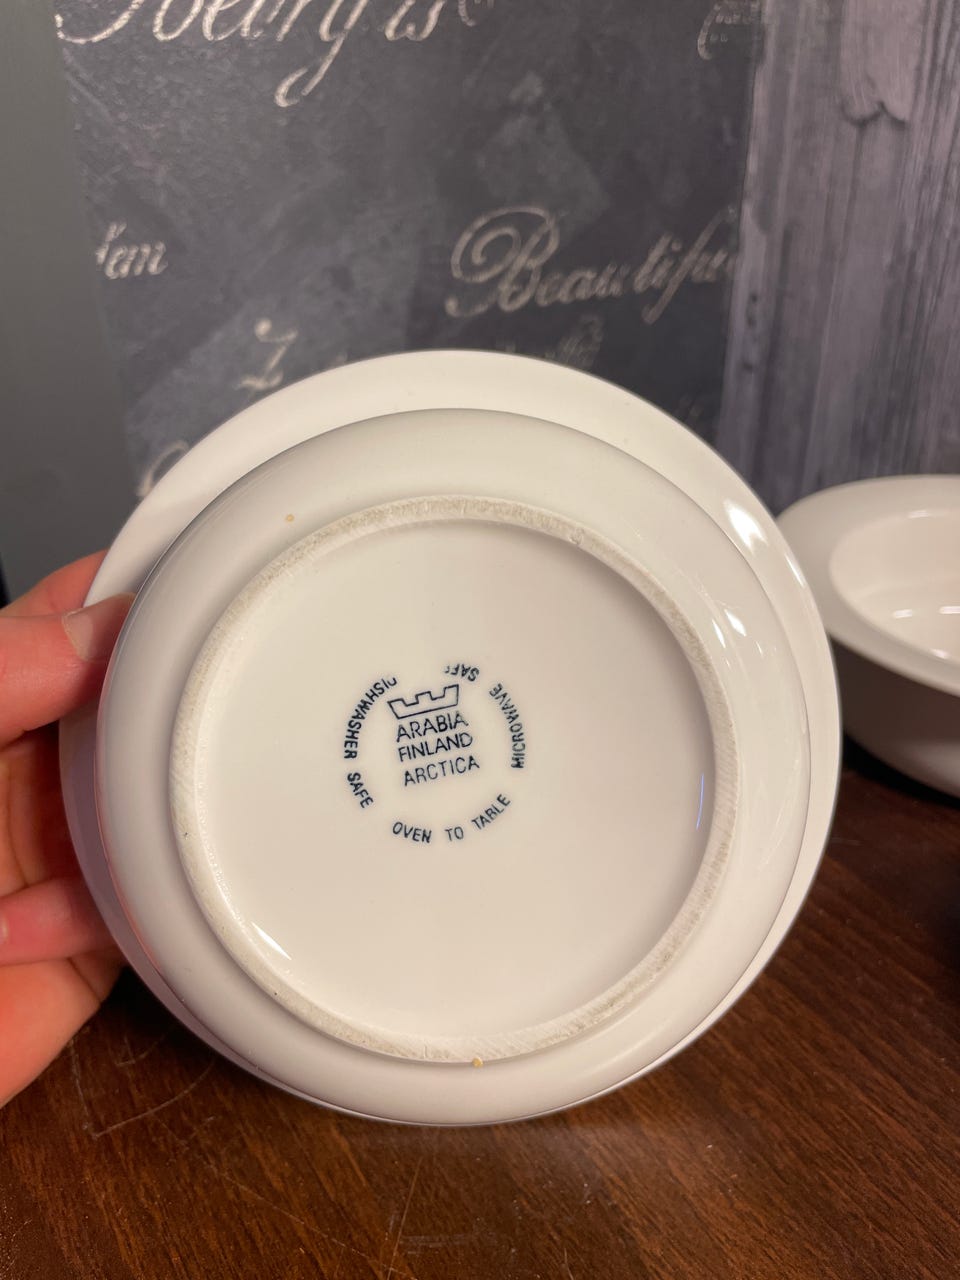 Poetry is
Beautiful
DISHWASHER SAFE
MICROWAVE SAFE
OVEN TO TABLE
ARABIA
FINLAND
ARCTICA